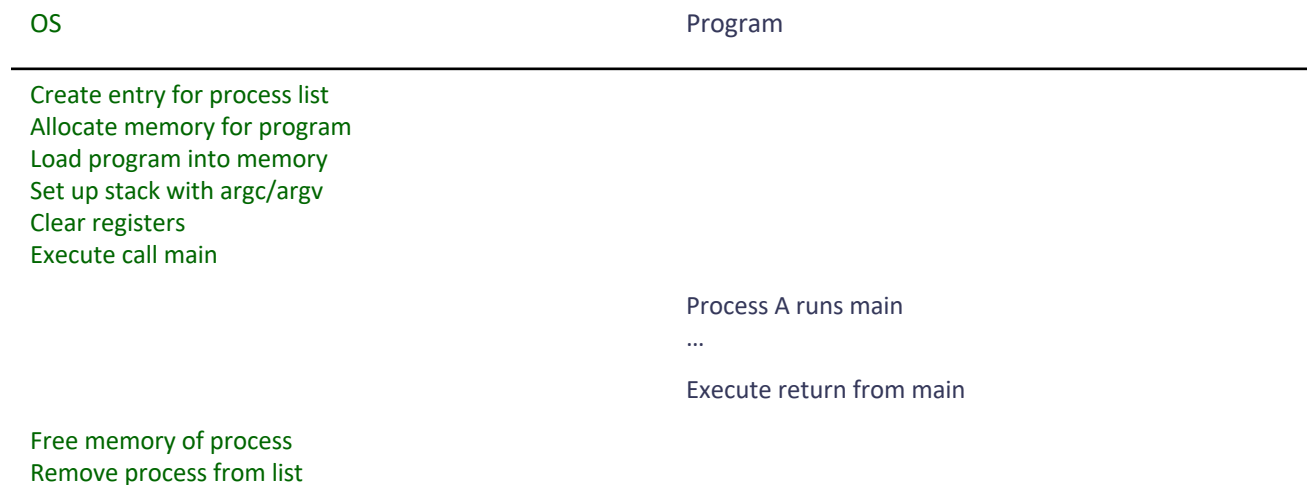 OS Program
Create entry for process list
Allocate memory for program
Load program into memory
Set up stack with argc/argv
Clear registers
Execute call main
Process A runs main
…
Execute return from main
Free memory of process
Remove process from list